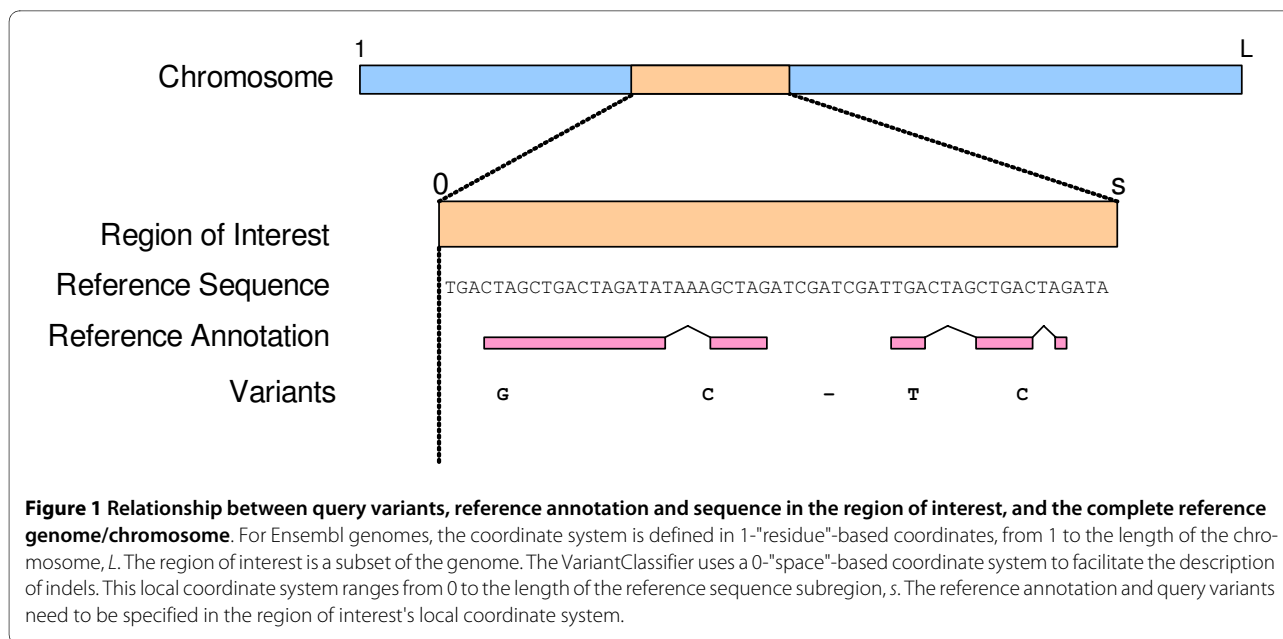 1 L
Chromosome
0 s
Region of Interest
Reference Sequence TGACTAGCTGACTAGATATAAAGCTAGATCGATCGATTGACTAGCTGACTAGATA
Reference Annotation
Variants G C – T C
Figure 1 Relationship between query variants, reference annotation and sequence in the region of interest, and the complete reference
genome/chromosome. For Ensembl genomes, the coordinate system is defined in 1-"residue"-based coordinates, from 1 to the length of the chro-
mosome, L. The region of interest is a subset of the genome. The VariantClassifier uses a 0-"space"-based coordinate system to facilitate the description
of indels. This local coordinate system ranges from 0 to the length of the reference sequence subregion, s. The reference annotation and query variants
need to be specified in the region of interest's local coordinate system.